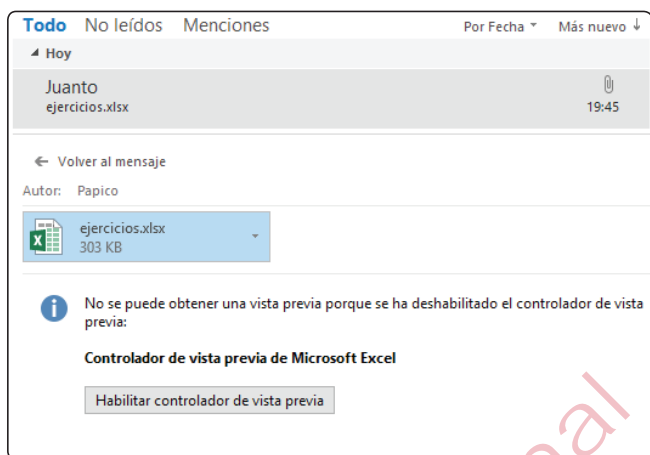 Todo No leídos Menciones Por Fecha Más nuevo ↓
Hoy
Juanto
ejercicios.xlsx 19:45
← Volver al mensaje
Autor: Papico
ejercicios.xlsx
303 KB
No se puede obtener una vista previa porque se ha deshabilitado el controlador de vista
previa:
Controlador de vista previa de Microsoft Excel
Habilitar controlador de vista previa